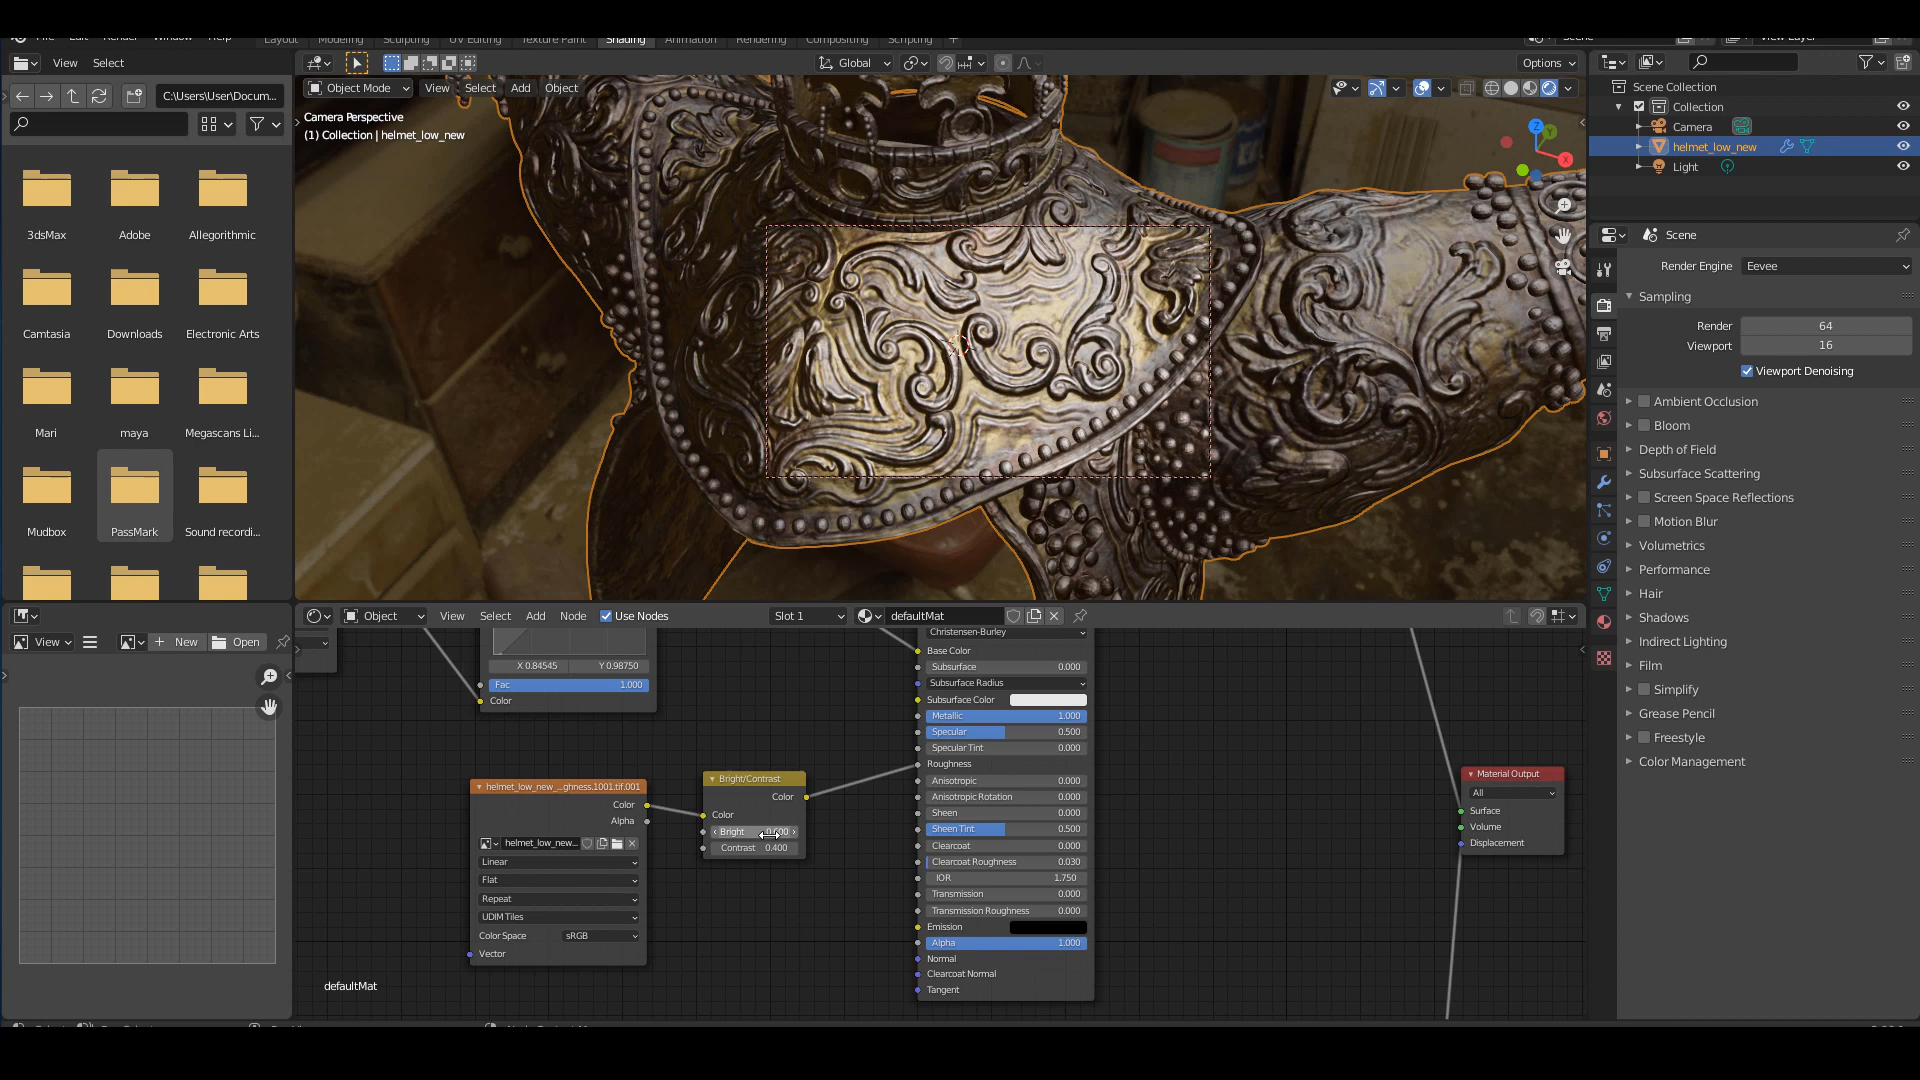 File Edit Render Window Help Layout Modeling Sculpting UV Editing Texture Paint Shading Animation Rendering Compositing Scripting + Scene View Layer
View Select
Global
Options
C:\Users\User\Docum...
Object Mode View Select Add Object
Camera Perspective
(1) Collection | helmet_low_new
3dsMax Adobe Allegorithmic
Camtasia Downloads Electronic Arts
Mari maya Megascans Li...
Mudbox PassMark Sound recordi...
Scene Collection
Collection
Camera
helmet_low_new
Light
Scene
Render Engine Eevee
Sampling
Render 64
Viewport 16
Viewport Denoising
Ambient Occlusion
Bloom
Depth of Field
Subsurface Scattering
Screen Space Reflections
Motion Blur
Volumetrics
Performance
Hair
Shadows
Indirect Lighting
Film
Simplify
Grease Pencil
Freestyle
Color Management
Object View Select Add Node Use Nodes Slot 1 defaultMat
View New Open
X 0.84545 Y 0.98750
Fac 1.000
Color
helmet_low_new_...ghness.1001.tif.001
Color
Alpha
helmet_low_new...
Linear
Flat
Repeat
UDIM Tiles
Color Space sRGB
Vector
Bright/Contrast
Color
Color
Bright
Contrast 0.400
Christensen-Burley
Base Color
Subsurface 0.000
Subsurface Radius
Subsurface Color
Metallic 1.000
Specular 0.500
Specular Tint 0.000
Roughness
Anisotropic 0.000
Anisotropic Rotation 0.000
Sheen 0.000
Sheen Tint 0.500
Clearcoat 0.000
Clearcoat Roughness 0.030
IOR 1.750
Transmission 0.000
Transmission Roughness 0.000
Emission
Alpha 1.000
Normal
Clearcoat Normal
Tangent
Material Output
All
Surface
Volume
Displacement
defaultMat